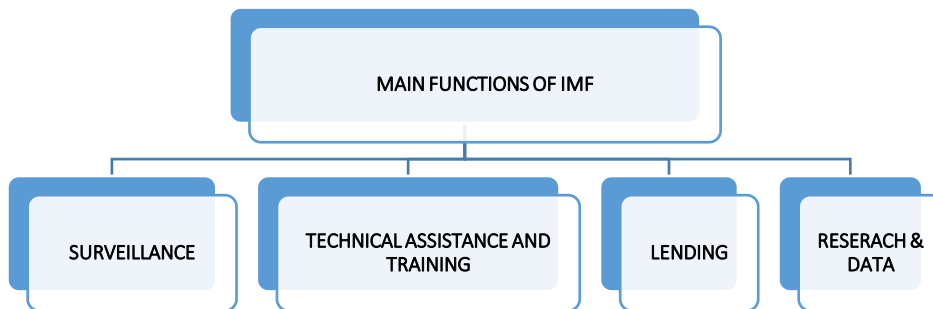 MAIN FUNCTIONS OF IMF
SURVEILLANCE
TECHNICAL ASSISTANCE AND
TRAINING
LENDING
RESERACH &
DATA